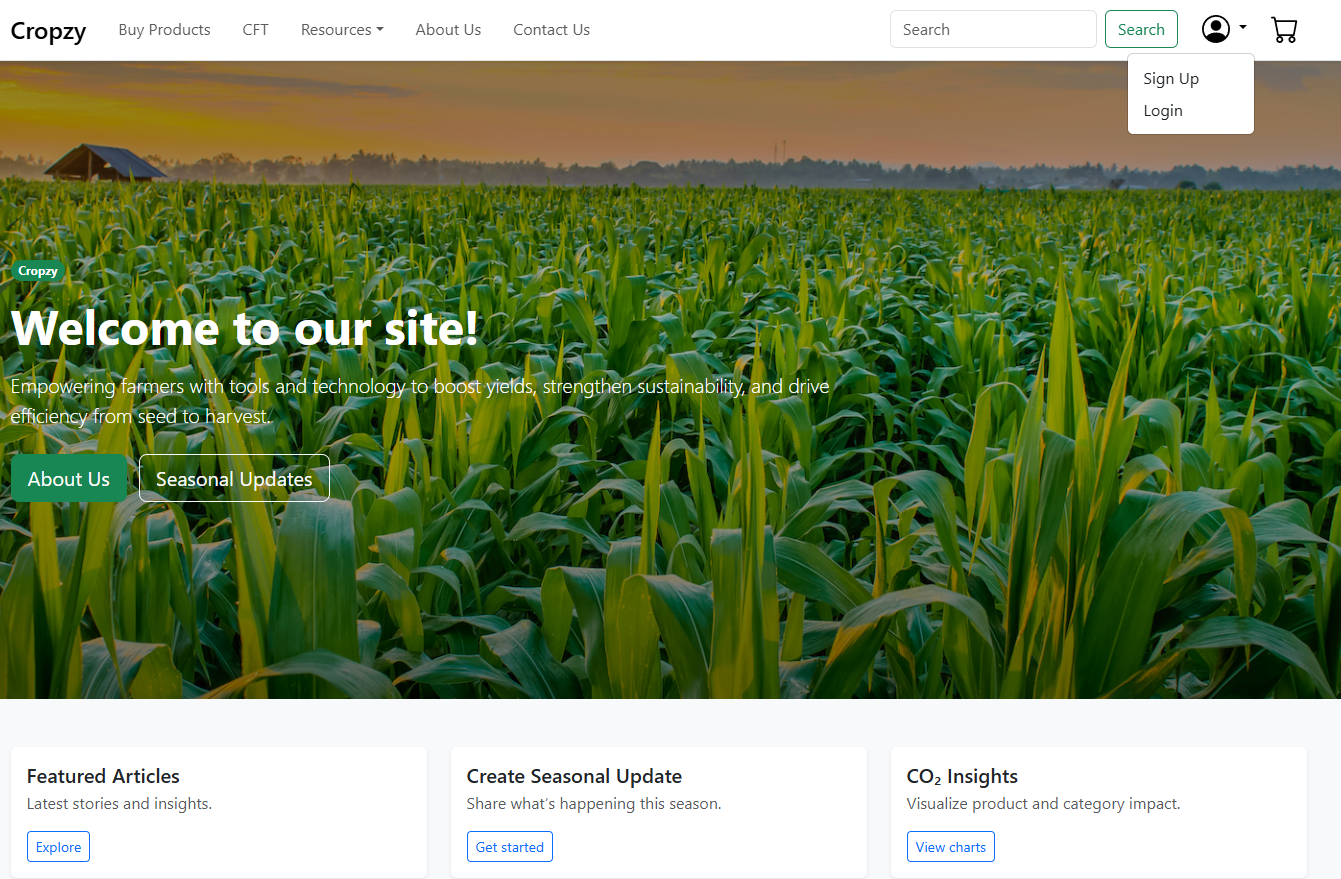 Cropzy
Buy Products
CFT
Resources
About Us
Contact Us
Search
Search
Sign Up
Login
Cropzy
Welcome to our site!
Empowering farmers with tools and technology to boost yields, strengthen sustainability, and drive
efficiency from seed to harvest.
About Us
Seasonal Updates
Featured Articles
Latest stories and insights.
Explore
Create Seasonal Update
Share what's happening this season.
Get started
CO₂ Insights
Visualize product and category impact.
View charts